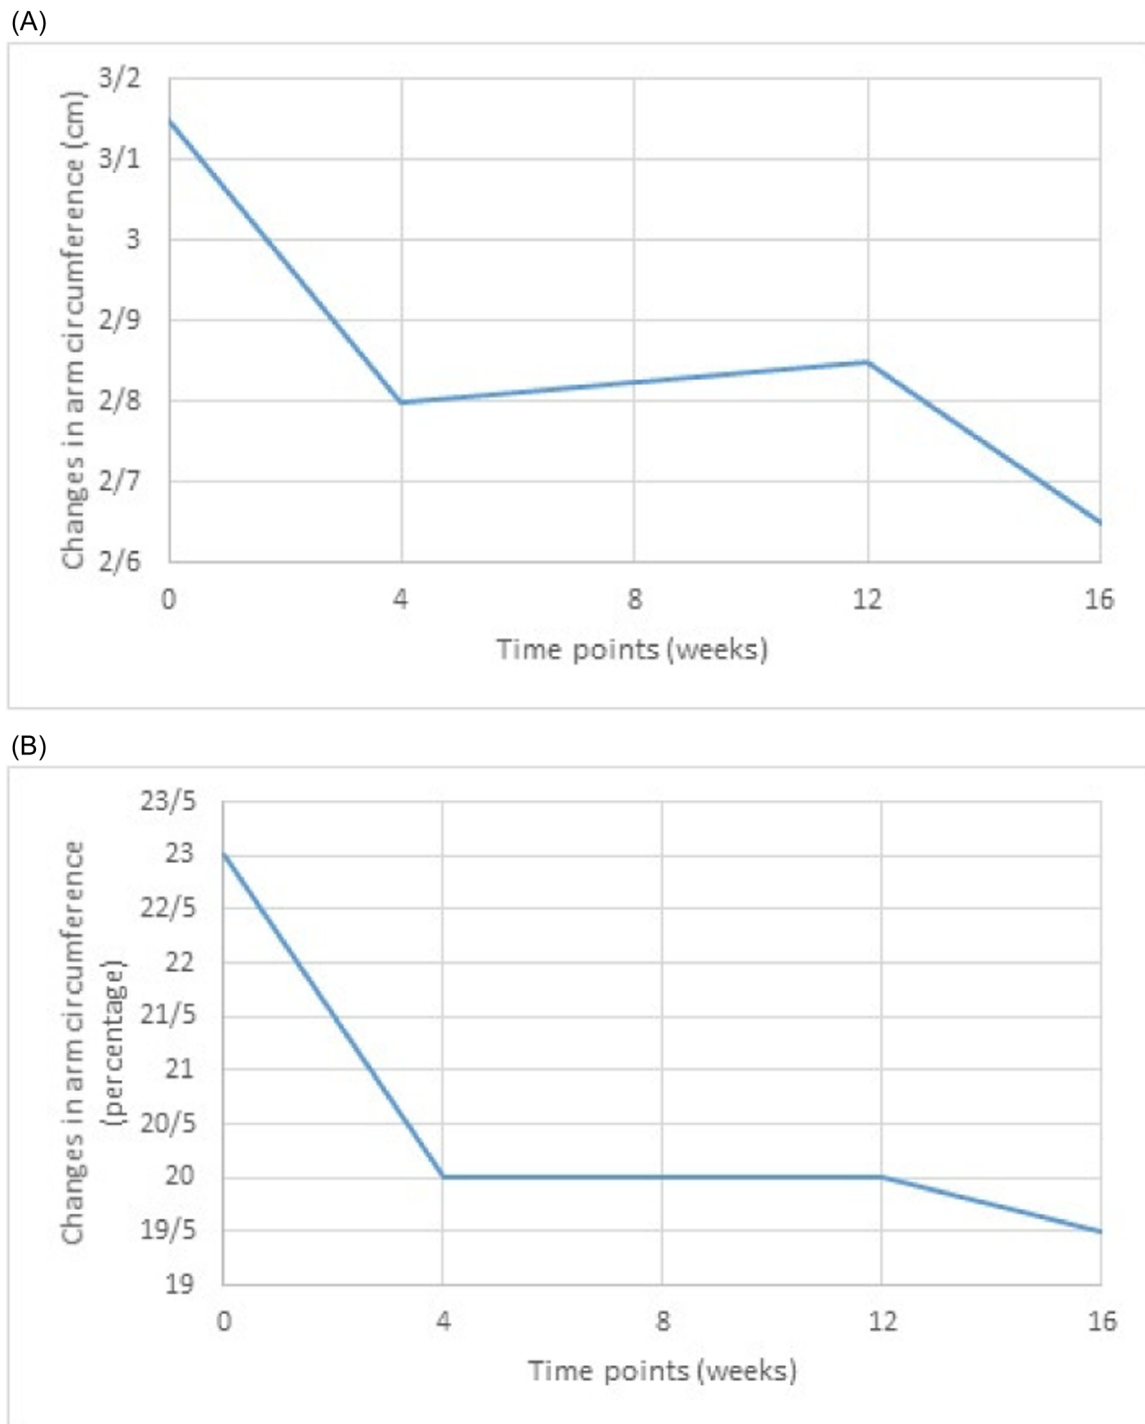 (A)
Changes in arm circumference (cm)
3/2
3/1
3
2/9
2/8
2/7
2/6
0 4 8 12 16
Time points (weeks)
(B)
Changes in arm circumference
(percentage)
23/5
23
22/5
22
21/5
21
20/5
20
19/5
19
0 4 8 12 16
Time points (weeks)